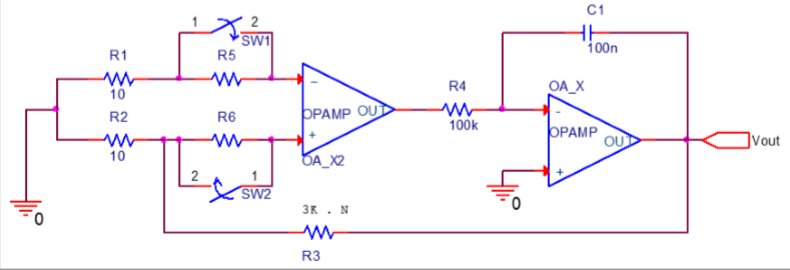 C1
1 2
SW1
100n
R1 R5 R4 OA_X
10 - OPAMP OUT 100k - OPAMP OUT Vout
R2 R6 +
10 OA_X2 +
2 1
SW2
0 0
3K . N
R3